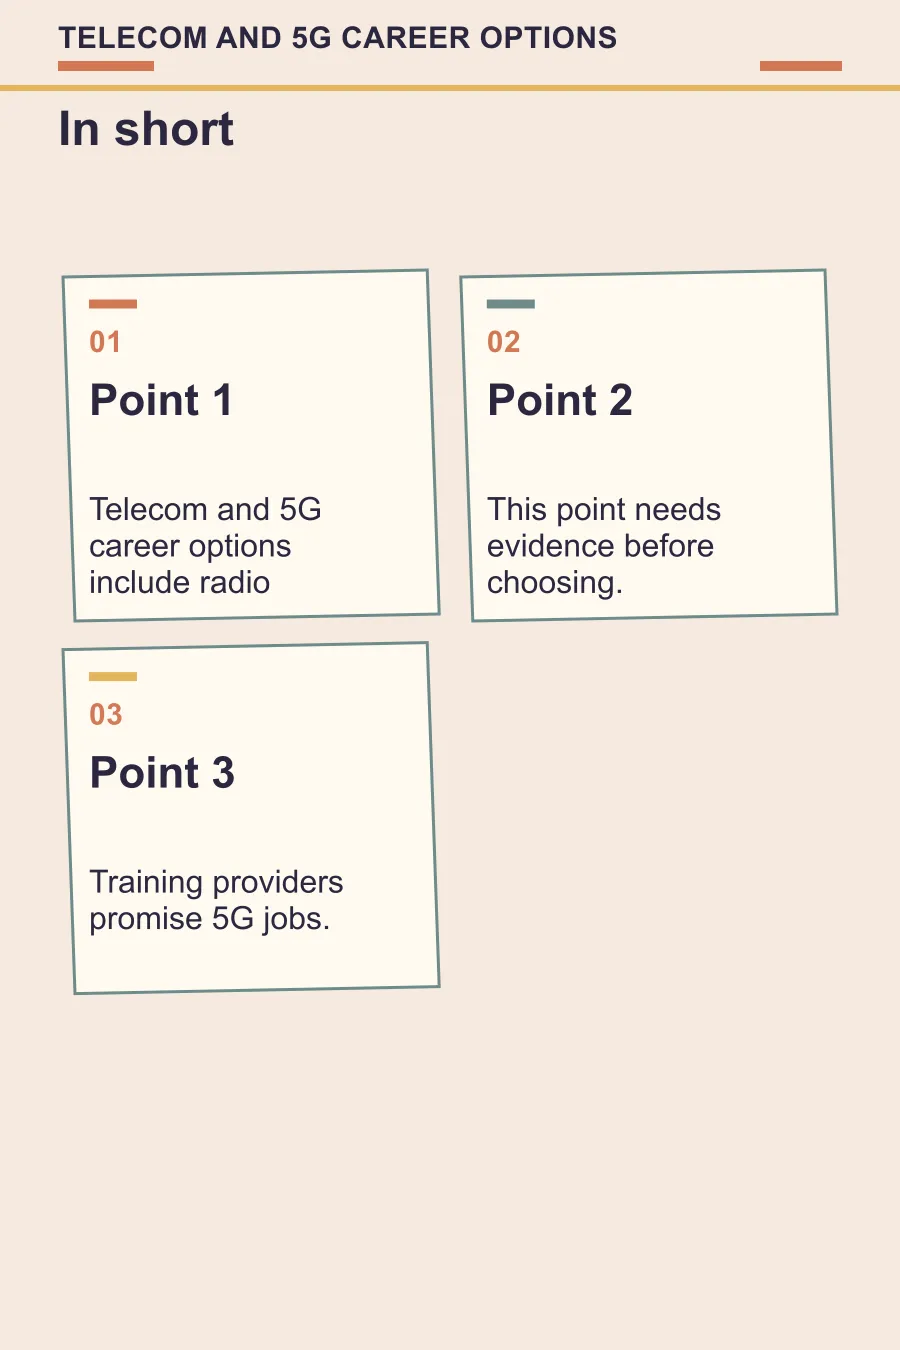 TELECOM AND 5G CAREER OPTIONS
In short
01
Point 1
Telecom and 5G
career options
include radio
02
Point 2
This point needs
evidence before
choosing.
03
Point 3
Training providers
promise 5G jobs.